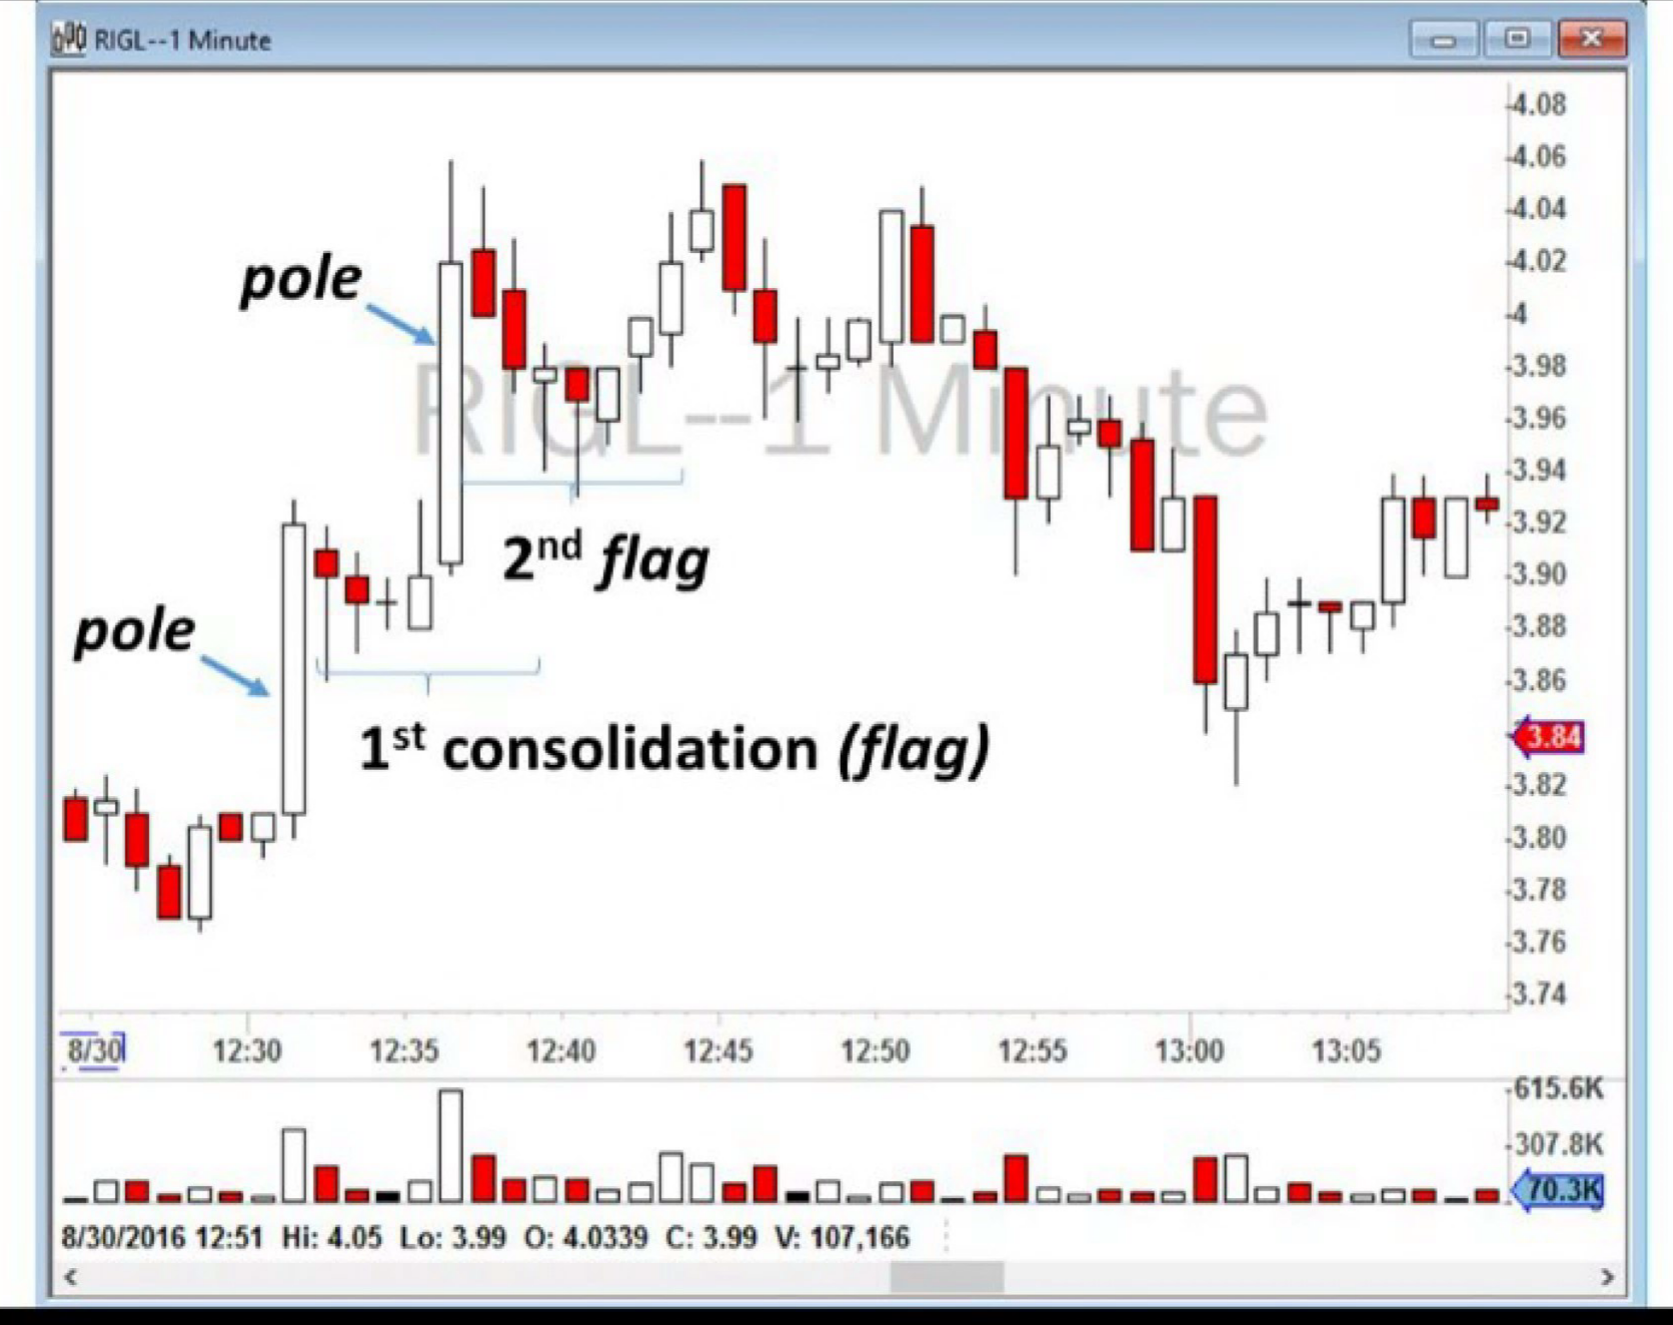 RIGL--1 Minute
4.08
4.06
pole
4.04
4.02
4
RIGL--1 Minute
3.98
3.96
3.94
2nd flag
3.92
3.90
pole
3.88
3.86
1st consolidation (flag)
3.84
3.82
3.80
3.78
3.76
3.74
8/30 12:30 12:35 12:40 12:45 12:50 12:55 13:00 13:05
615.6K
307.8K
70.3K
8/30/2016 12:51 Hi: 4.05 Lo: 3.99 O: 4.0339 C: 3.99 V: 107,166